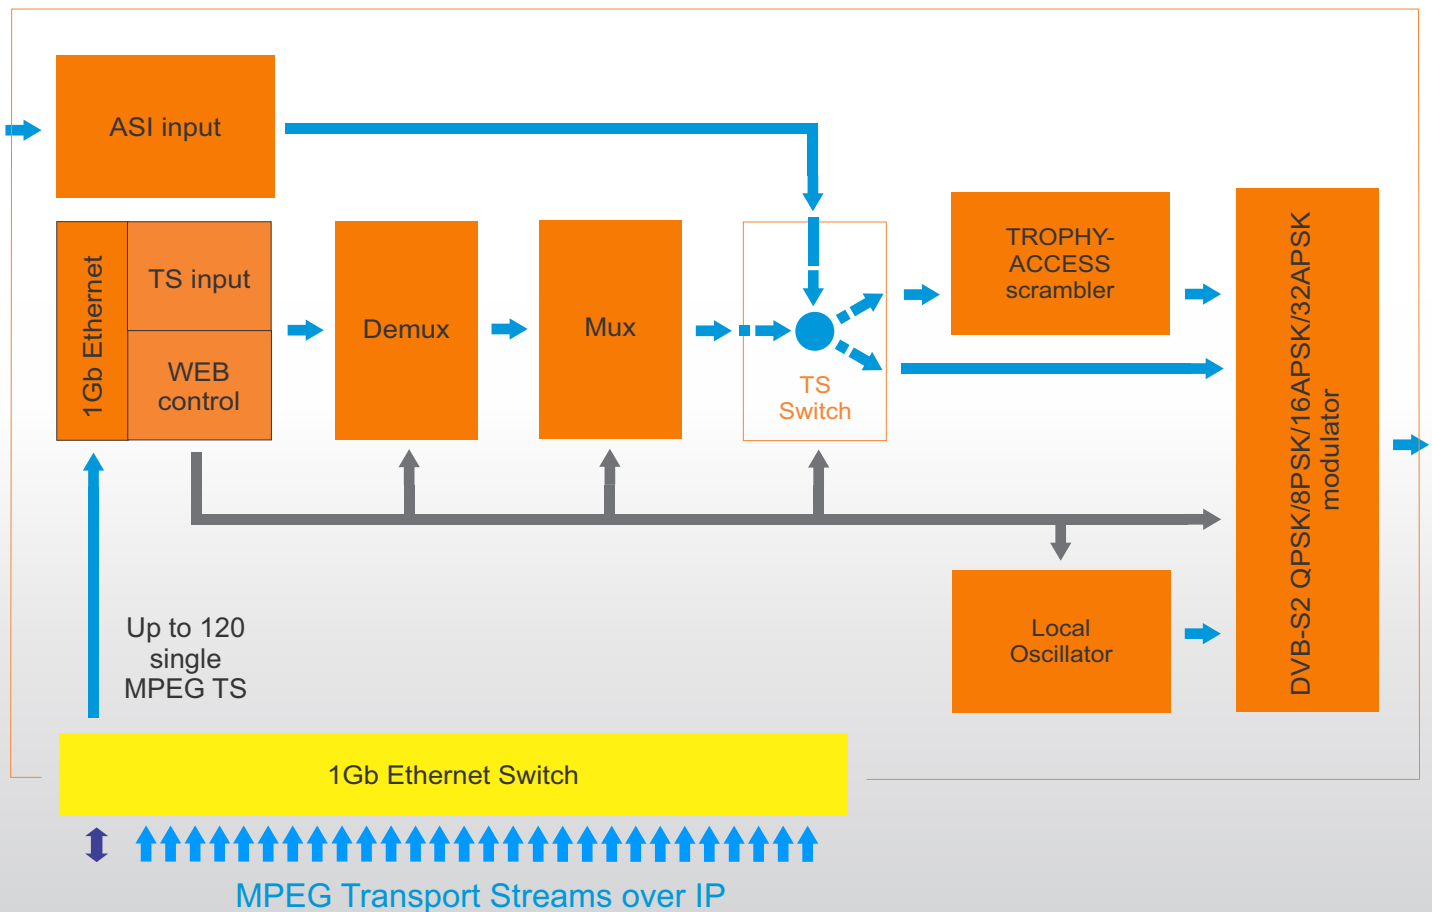 ASI input
1Gb Ethernet
TS input
WEB
control
Demux
Mux
TS
Switch
TROPHY-
ACCESS
scrambler
DVB-S2 QPSK/8PSK/16APSK/32APSK
modulator
Local
Oscillator
Up to 120
single
MPEG TS
1Gb Ethernet Switch
MPEG Transport Streams over IP